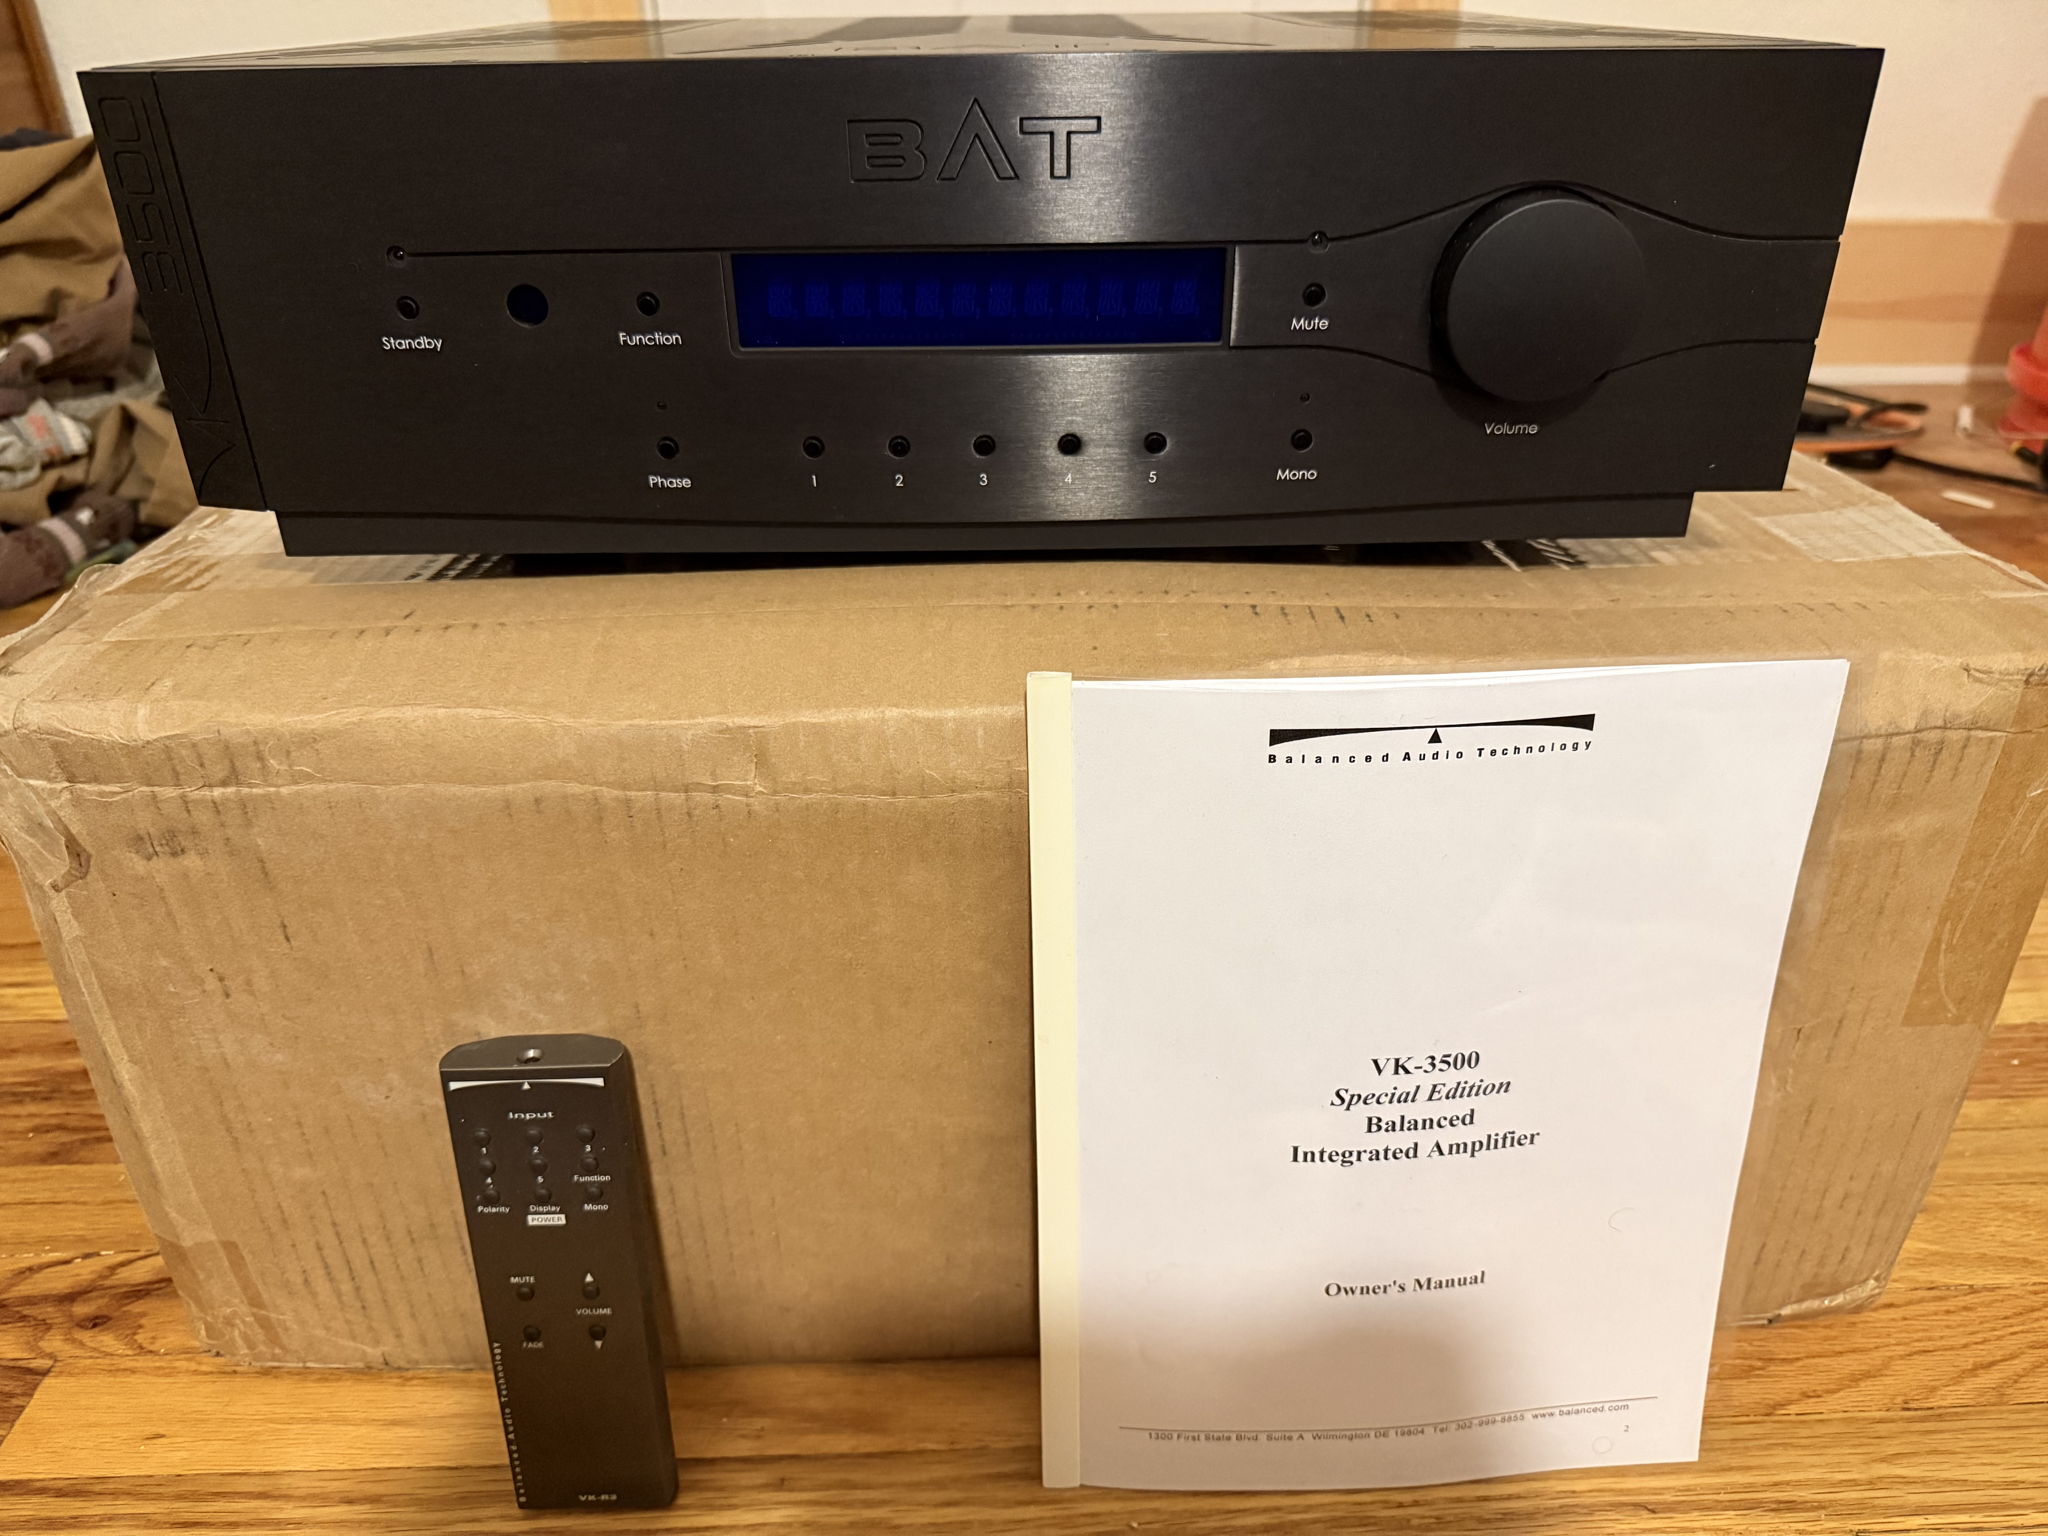 BAT
VK 3500
Standby
Function
Mute
Volume
Phase
1 2 3 4 5
Mono
Balanced Audio Technology
VK-3500
Special Edition
Balanced
Integrated Amplifier
Owner's Manual
1300 First State Blvd. Suite A Wilmington DE 19804 Tel: 302-999-8855 www.balanced.com
2
Input
1 2 3
4 5 Function
Polarity Display Mono
POWER
MUTE
VOLUME
FADE
Balanced Audio Technology